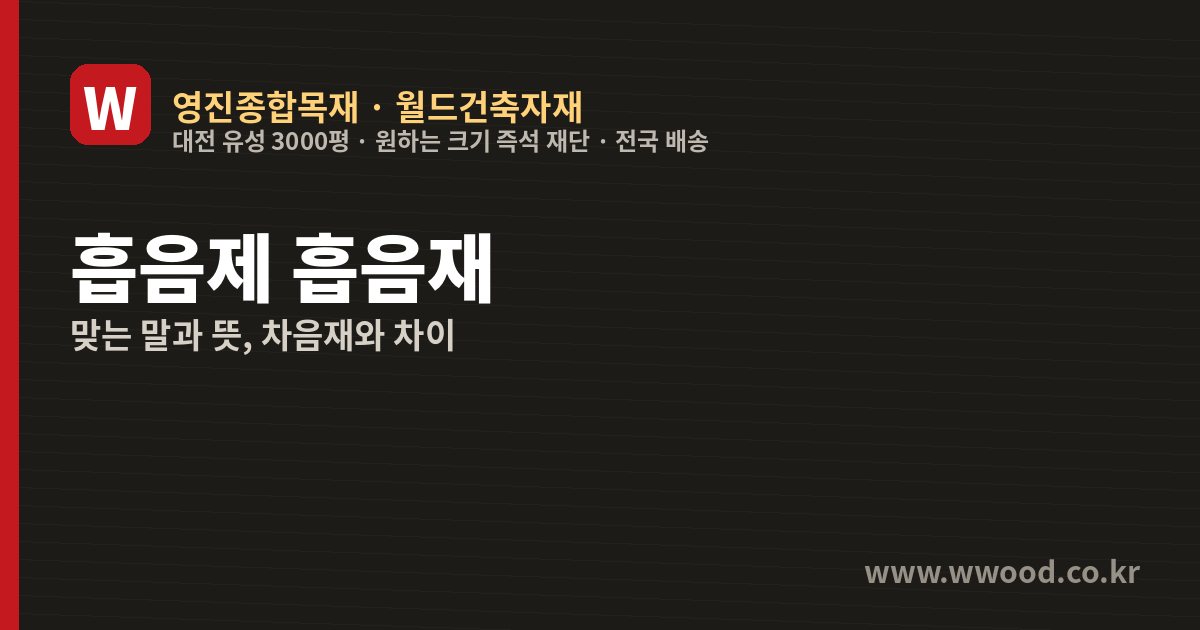 W
영진종합목재 · 월드건축자재
대전 유성 3000평 · 원하는 크기 즉석 재단 · 전국 배송
흡음제 흡음재
맞는 말과 뜻, 차음재와 차이
www.wwood.co.kr